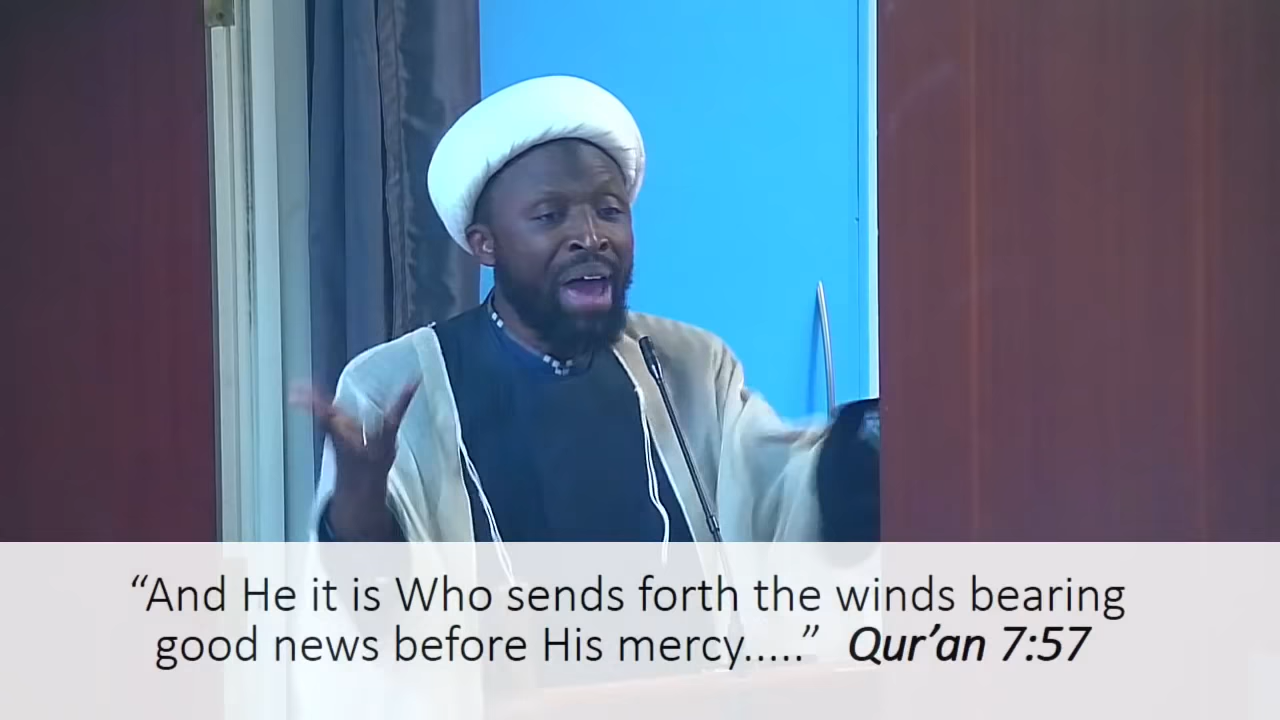 “And He it is Who sends forth the winds bearing
good news before His mercy.....” Qur’an 7:57